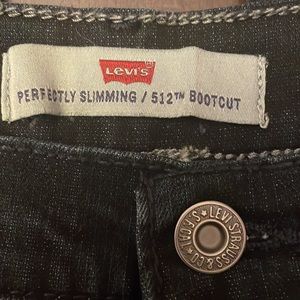 Levi's
PERFECTLY SLIMMING / 512™ BOOTCUT
LEVI STRAUSS & CO